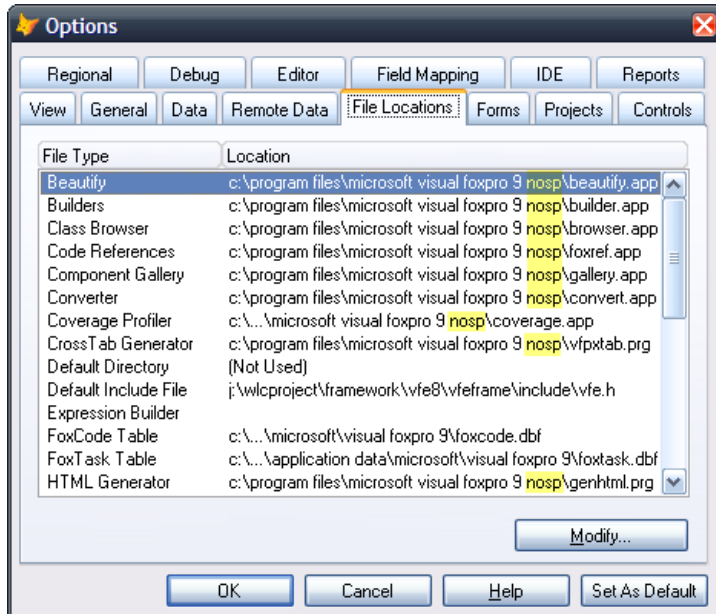 Options
Regional Debug Editor Field Mapping IDE Reports
View General Data Remote Data File Locations Forms Projects Controls
File Type Location
Beautify c:\program files\microsoft visual foxpro 9 nosp\beautify.app
Builders c:\program files\microsoft visual foxpro 9 nosp\builder.app
Class Browser c:\program files\microsoft visual foxpro 9 nosp\browser.app
Code References c:\program files\microsoft visual foxpro 9 nosp\foxref.app
Component Gallery c:\program files\microsoft visual foxpro 9 nosp\gallery.app
Converter c:\program files\microsoft visual foxpro 9 nosp\convert.app
Coverage Profiler c:\...\microsoft visual foxpro 9 nosp\coverage.app
CrossTab Generator c:\program files\microsoft visual foxpro 9 nosp\vfpxtab.prg
Default Directory (Not Used)
Default Include File j:\wlcproject\framework\vfe8\vfeframe\include\vfe.h
Expression Builder
FoxCode Table c:\...\microsoft\visual foxpro 9\foxcode.dbf
FoxTask Table c:\...\application data\microsoft\visual foxpro 9\foxtask.dbf
HTML Generator c:\program files\microsoft visual foxpro 9 nosp\genhtml.prg
Modify...
OK Cancel Help Set As Default